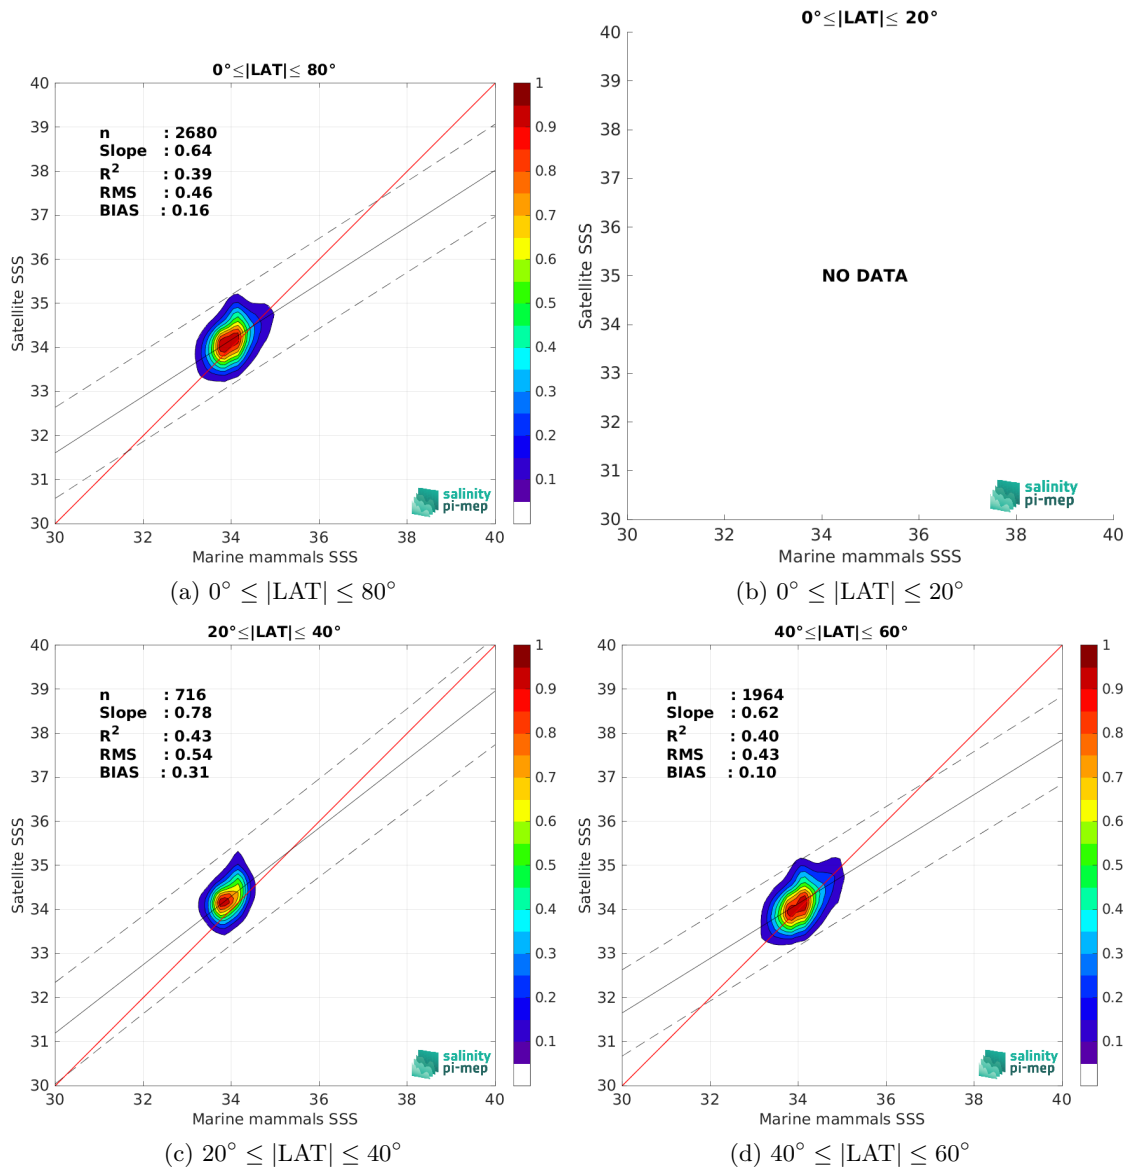 0°≤|LAT|≤ 80°
40
39
38
37
36
35
34
33
32
31
30
Satellite SSS
n : 2680
Slope : 0.64
R² : 0.39
RMS : 0.46
BIAS : 0.16
salinity
pi-mep
30 32 34 36 38 40
Marine mammals SSS
1
0.9
0.8
0.7
0.6
0.5
0.4
0.3
0.2
0.1
(a) 0° ≤ |LAT| ≤ 80°
0°≤|LAT|≤ 20°
40
39
38
37
36
35
34
33
32
31
30
Satellite SSS
NO DATA
salinity
pi-mep
30 32 34 36 38 40
Marine mammals SSS
(b) 0° ≤ |LAT| ≤ 20°
20°≤|LAT|≤ 40°
40
39
38
37
36
35
34
33
32
31
30
Satellite SSS
n : 716
Slope : 0.78
R² : 0.43
RMS : 0.54
BIAS : 0.31
salinity
pi-mep
30 32 34 36 38 40
Marine mammals SSS
1
0.9
0.8
0.7
0.6
0.5
0.4
0.3
0.2
0.1
(c) 20° ≤ |LAT| ≤ 40°
40°≤|LAT|≤ 60°
40
39
38
37
36
35
34
33
32
31
30
Satellite SSS
n : 1964
Slope : 0.62
R² : 0.40
RMS : 0.43
BIAS : 0.10
salinity
pi-mep
30 32 34 36 38 40
Marine mammals SSS
1
0.9
0.8
0.7
0.6
0.5
0.4
0.3
0.2
0.1
(d) 40° ≤ |LAT| ≤ 60°